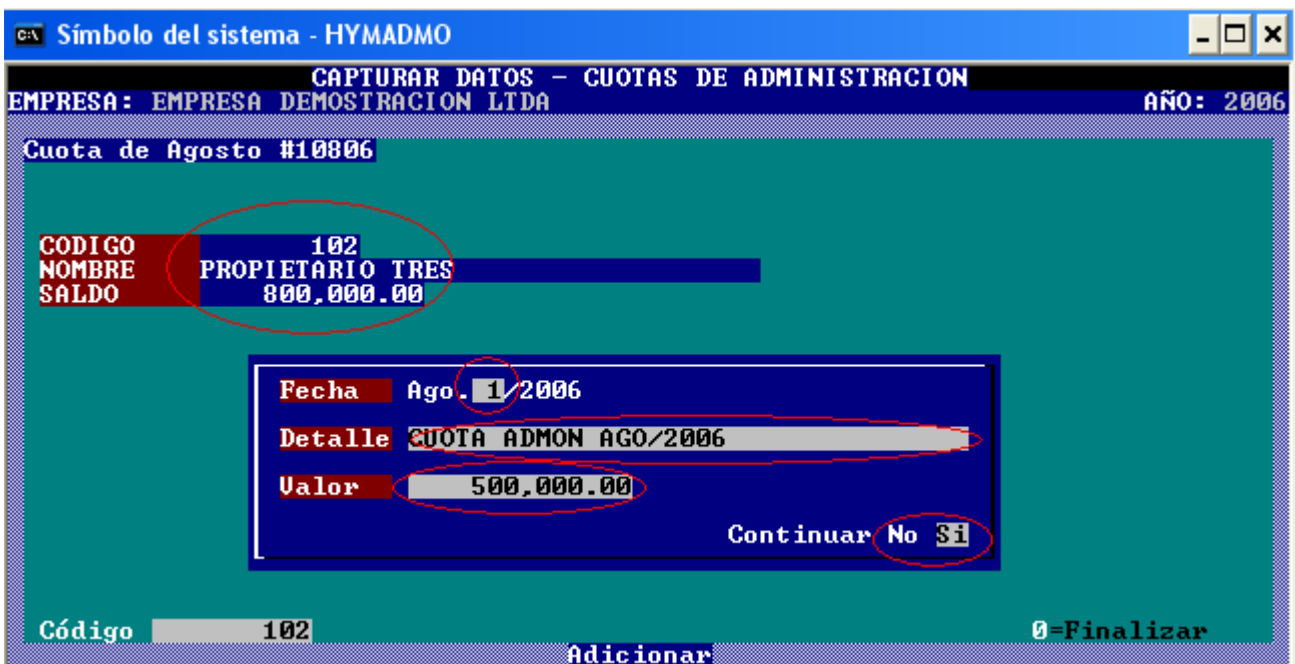 Símbolo del sistema - HYMADMO
CAPTURAR DATOS - CUOTAS DE ADMINISTRACION
EMPRESA: EMPRESA DEMOSTRACION LTDA AÑO: 2006
Cuota de Agosto #10806
CODIGO 102
NOMBRE PROPIETARIO TRES
SALDO 800,000.00
Fecha Ago. 1/2006
Detalle CUOTA ADMON AGO/2006
Valor 500,000.00
Continuar No Si
Código 102 0=Finalizar
Adicionar